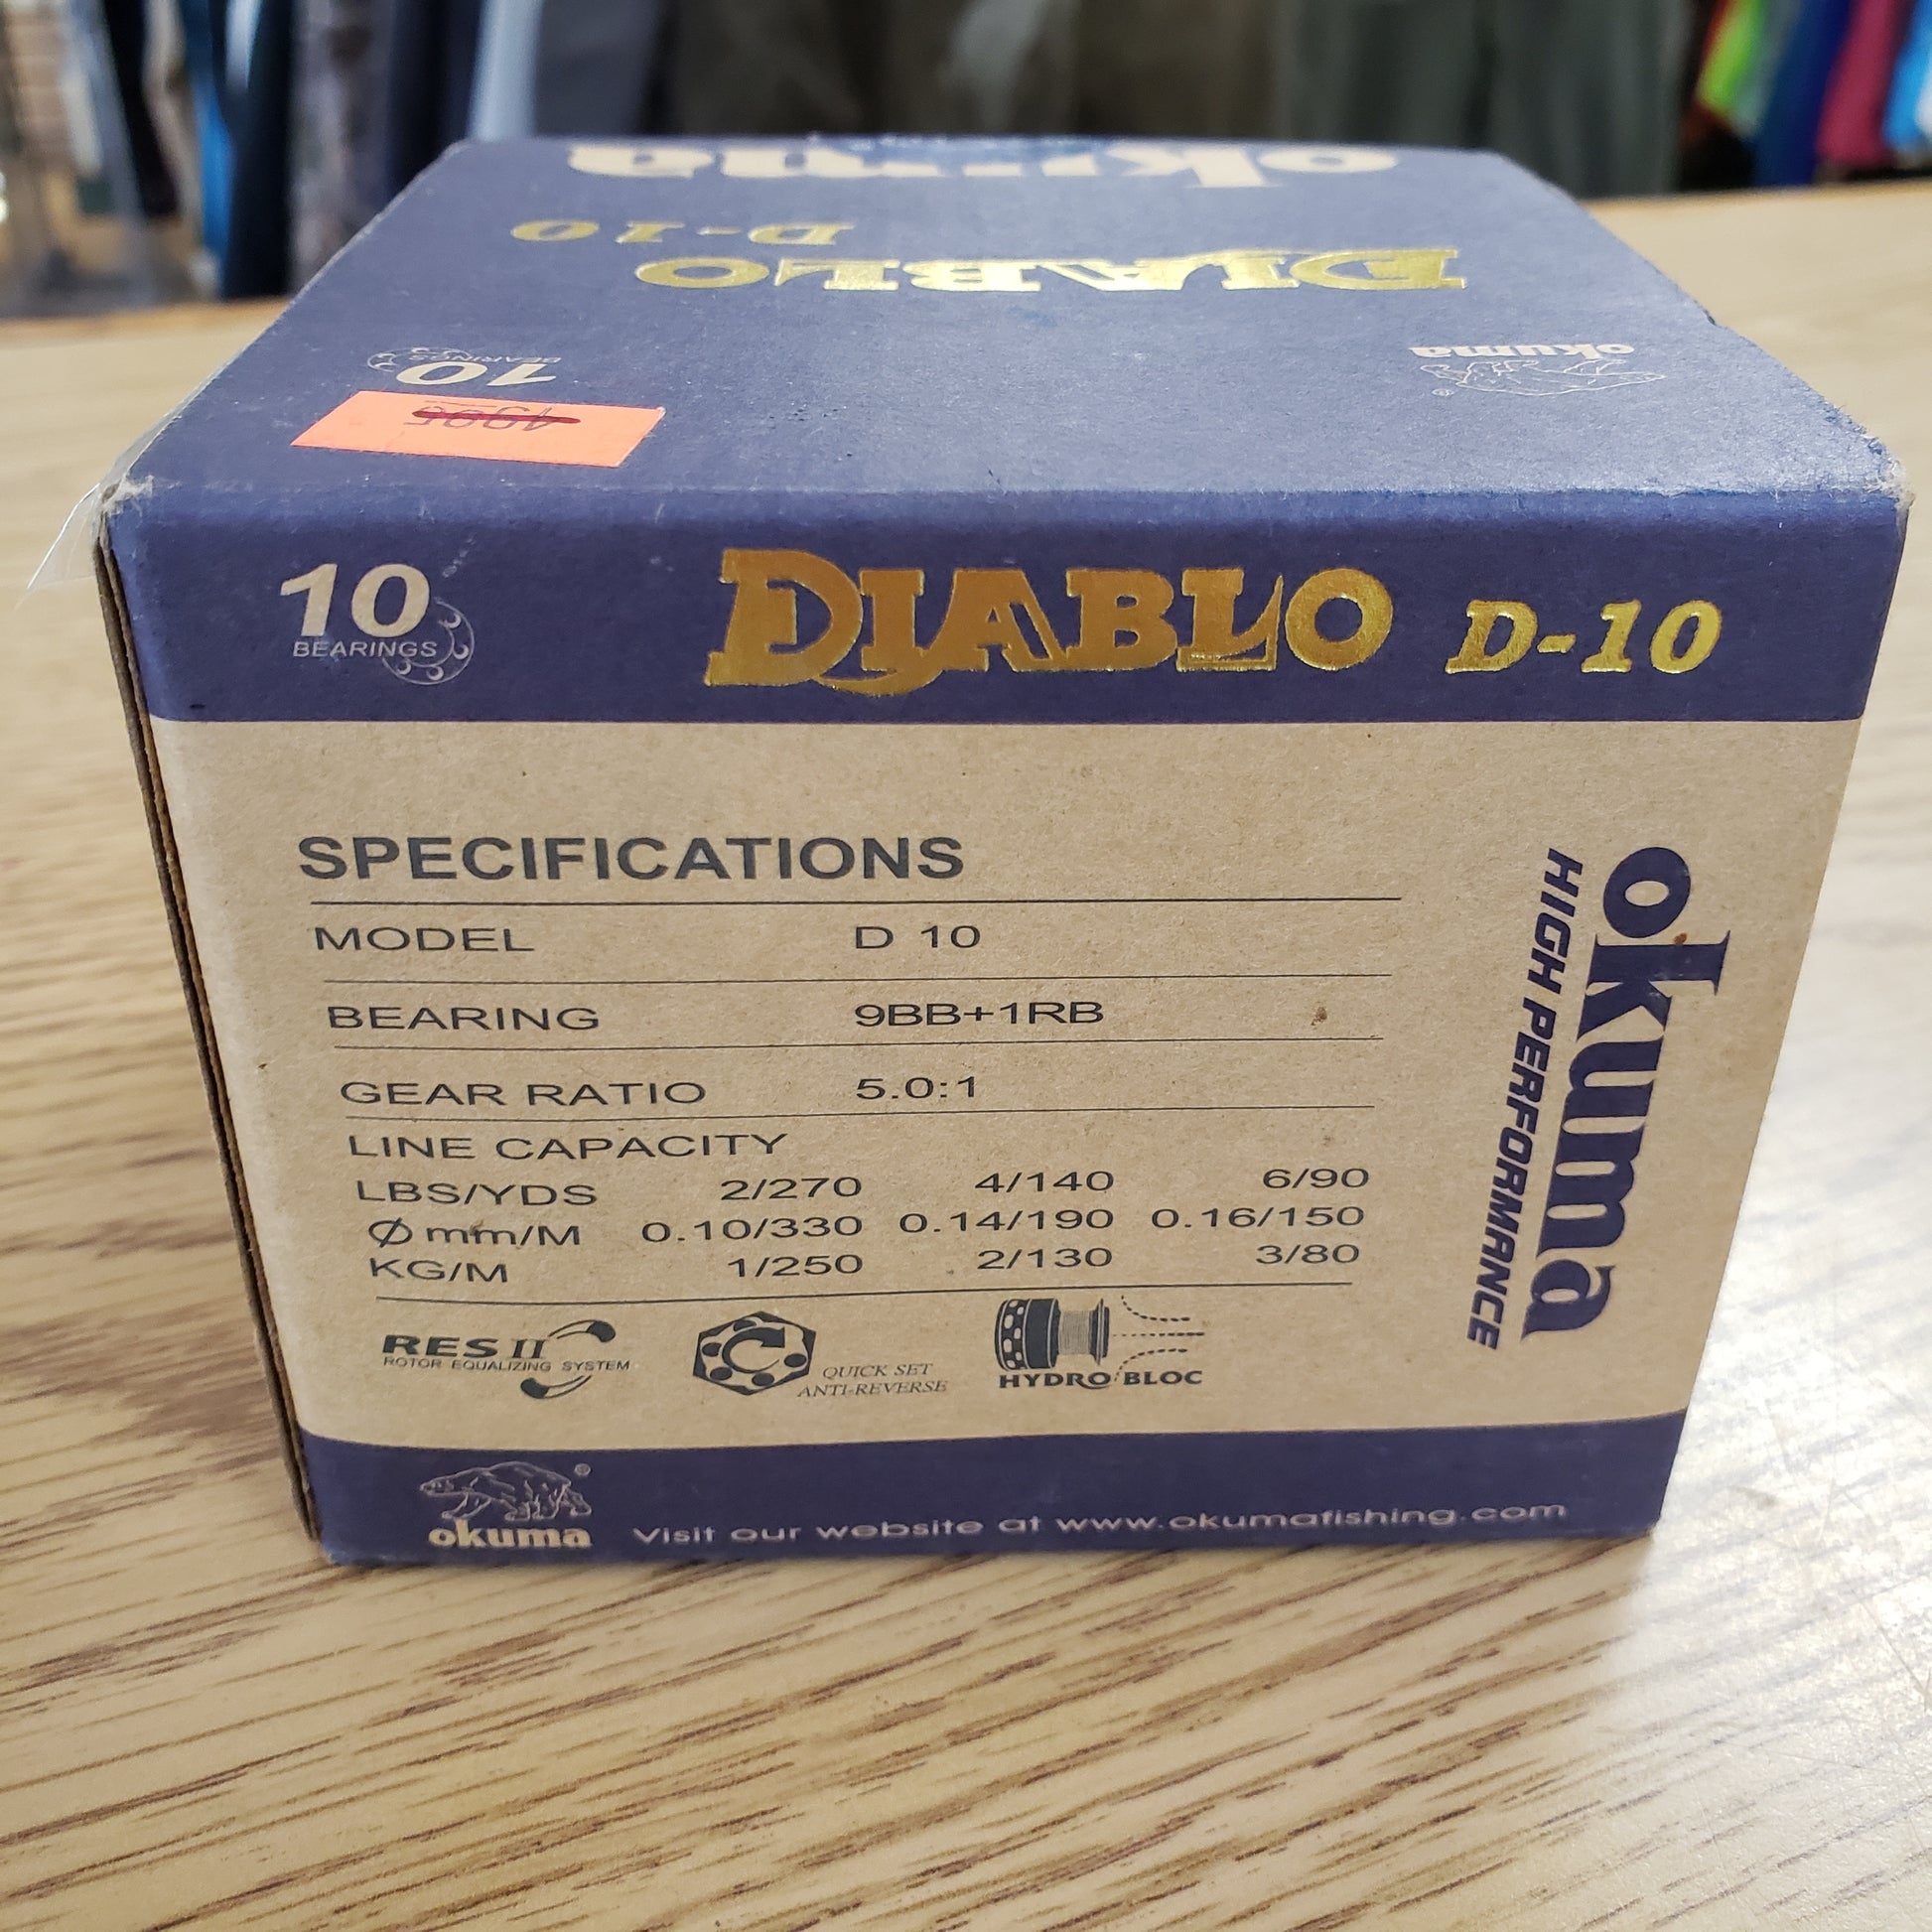 okuma
DIABLO D-10
okuma
10
BEARINGS
10
BEARINGS
DIABLO D-10
SPECIFICATIONS
MODEL D 10
BEARING 9BB+1RB
GEAR RATIO 5.0:1
LINE CAPACITY
LBS/YDS 2/270 4/140 6/90
Ø mm/M 0.10/330 0.14/190 0.16/150
KG/M 1/250 2/130 3/80
RES II
ROTOR EQUALIZING SYSTEM
QUICK SET
ANTI-REVERSE
HYDRO BLOC
okuma
HIGH PERFORMANCE
®
okuma
Visit our website at www.okumafishing.com